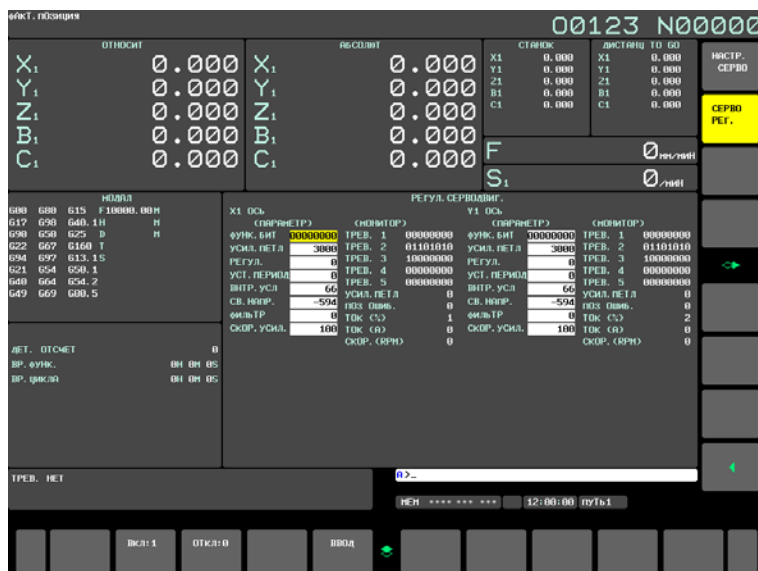 фАКТ.ПОЗИЦИЯ
O0123 N00000
ОТНОСИТ
X1 0.000
Y1 0.000
Z1 0.000
B1 0.000
C1 0.000
АБСОЛЮТ
X1 0.000
Y1 0.000
Z1 0.000
B1 0.000
C1 0.000
СТАНОК
X1 0.000
Y1 0.000
Z1 0.000
B1 0.000
C1 0.000
ДИСТАНЦ TO GO
X1 0.000
Y1 0.000
Z1 0.000
B1 0.000
C1 0.000
F 0 ММ/МИН
S1 0 /МИН
НАСТР.
СЕРВО
СЕРВО
РЕГ.
МОДАЛ
G00 G80 G15 F10000.00 M
G17 G98 G40.1 H M
G90 G50 G25 D M
G22 G67 G160 T
G94 G97 G13.1 S
G21 G54 G50.1
G40 G64 G54.2
G49 G69 G80.5
ДЕТ. ОТСЧЕТ 0
ВР.ФУНК. 0H 0M 0S
ВР.ЦИКЛА 0H 0M 0S
РЕГУЛ.СЕРВОДВИГ.
X1 ОСЬ
(ПАРАМЕТР) (МОНИТОР)
ФУНК.БИТ 00000000 ТРЕВ. 1 00000000
УСИЛ.ПЕТЛ 3000 ТРЕВ. 2 01101010
РЕГУЛ. 0 ТРЕВ. 3 10000000
УСТ.ПЕРИОД 0 ТРЕВ. 4 00000000
ИНТР.УСЛ 66 ТРЕВ. 5 00000000
СВ.НАПР. -594 УСИЛ.ПЕТЛ 0
ФИЛЬТР 0 ПОЗ ОШИБ. 0
СКОР.УСИЛ. 100 ТОК (%) 1
ТОК (A) 0
СКОР.(RPM) 0
Y1 ОСЬ
(ПАРАМЕТР) (МОНИТОР)
ФУНК.БИТ 00000000 ТРЕВ. 1 00000000
УСИЛ.ПЕТЛ 3000 ТРЕВ. 2 01101010
РЕГУЛ. 0 ТРЕВ. 3 10000000
УСТ.ПЕРИОД 0 ТРЕВ. 4 00000000
ИНТР.УСЛ 66 ТРЕВ. 5 00000000
СВ.НАПР. -594 УСИЛ.ПЕТЛ 0
ФИЛЬТР 0 ПОЗ ОШИБ. 0
СКОР.УСИЛ. 100 ТОК (%) 2
ТОК (A) 0
СКОР.(RPM) 0
ТРЕВ. НЕТ
A>_
МЕМ **** *** *** 12:00:00 ПУТЬ1
ВКЛ:1 ОТКЛ:0 ВВОД